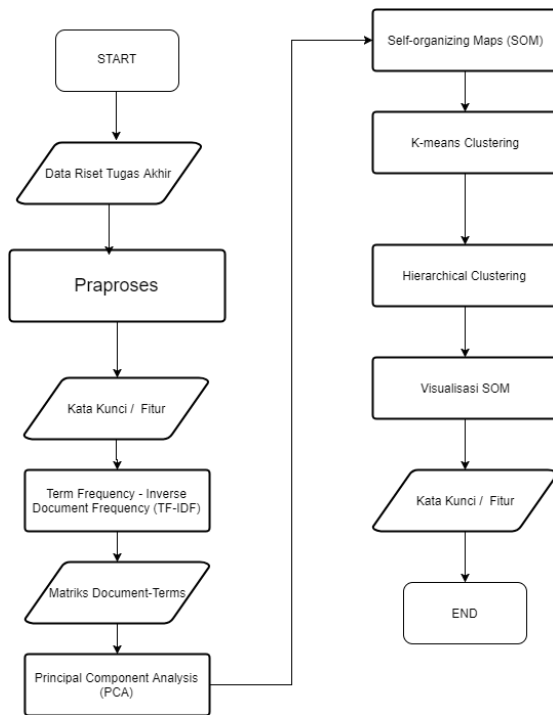 START
Data Riset Tugas Akhir
Praproses
Kata Kunci / Fitur
Term Frequency - Inverse
Document Frequency (TF-IDF)
Matriks Document-Terms
Principal Component Analysis
(PCA)
Self-organizing Maps (SOM)
K-means Clustering
Hierarchical Clustering
Visualisasi SOM
Kata Kunci / Fitur
END